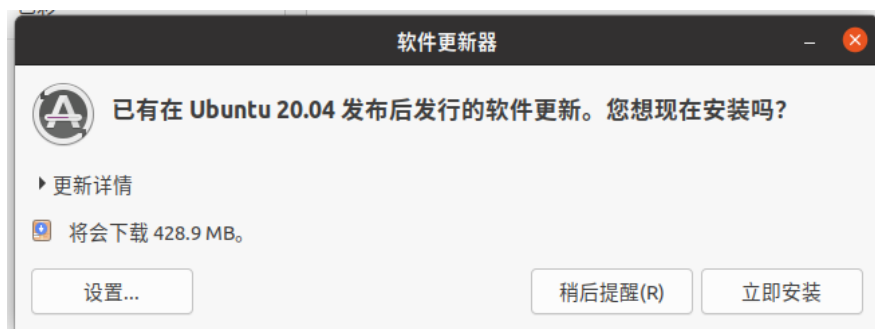 软件更新器
已有在 Ubuntu 20.04 发布后发行的软件更新。您想现在安装吗？
更新详情
将会下载 428.9 MB。
设置...
稍后提醒(R)
立即安装